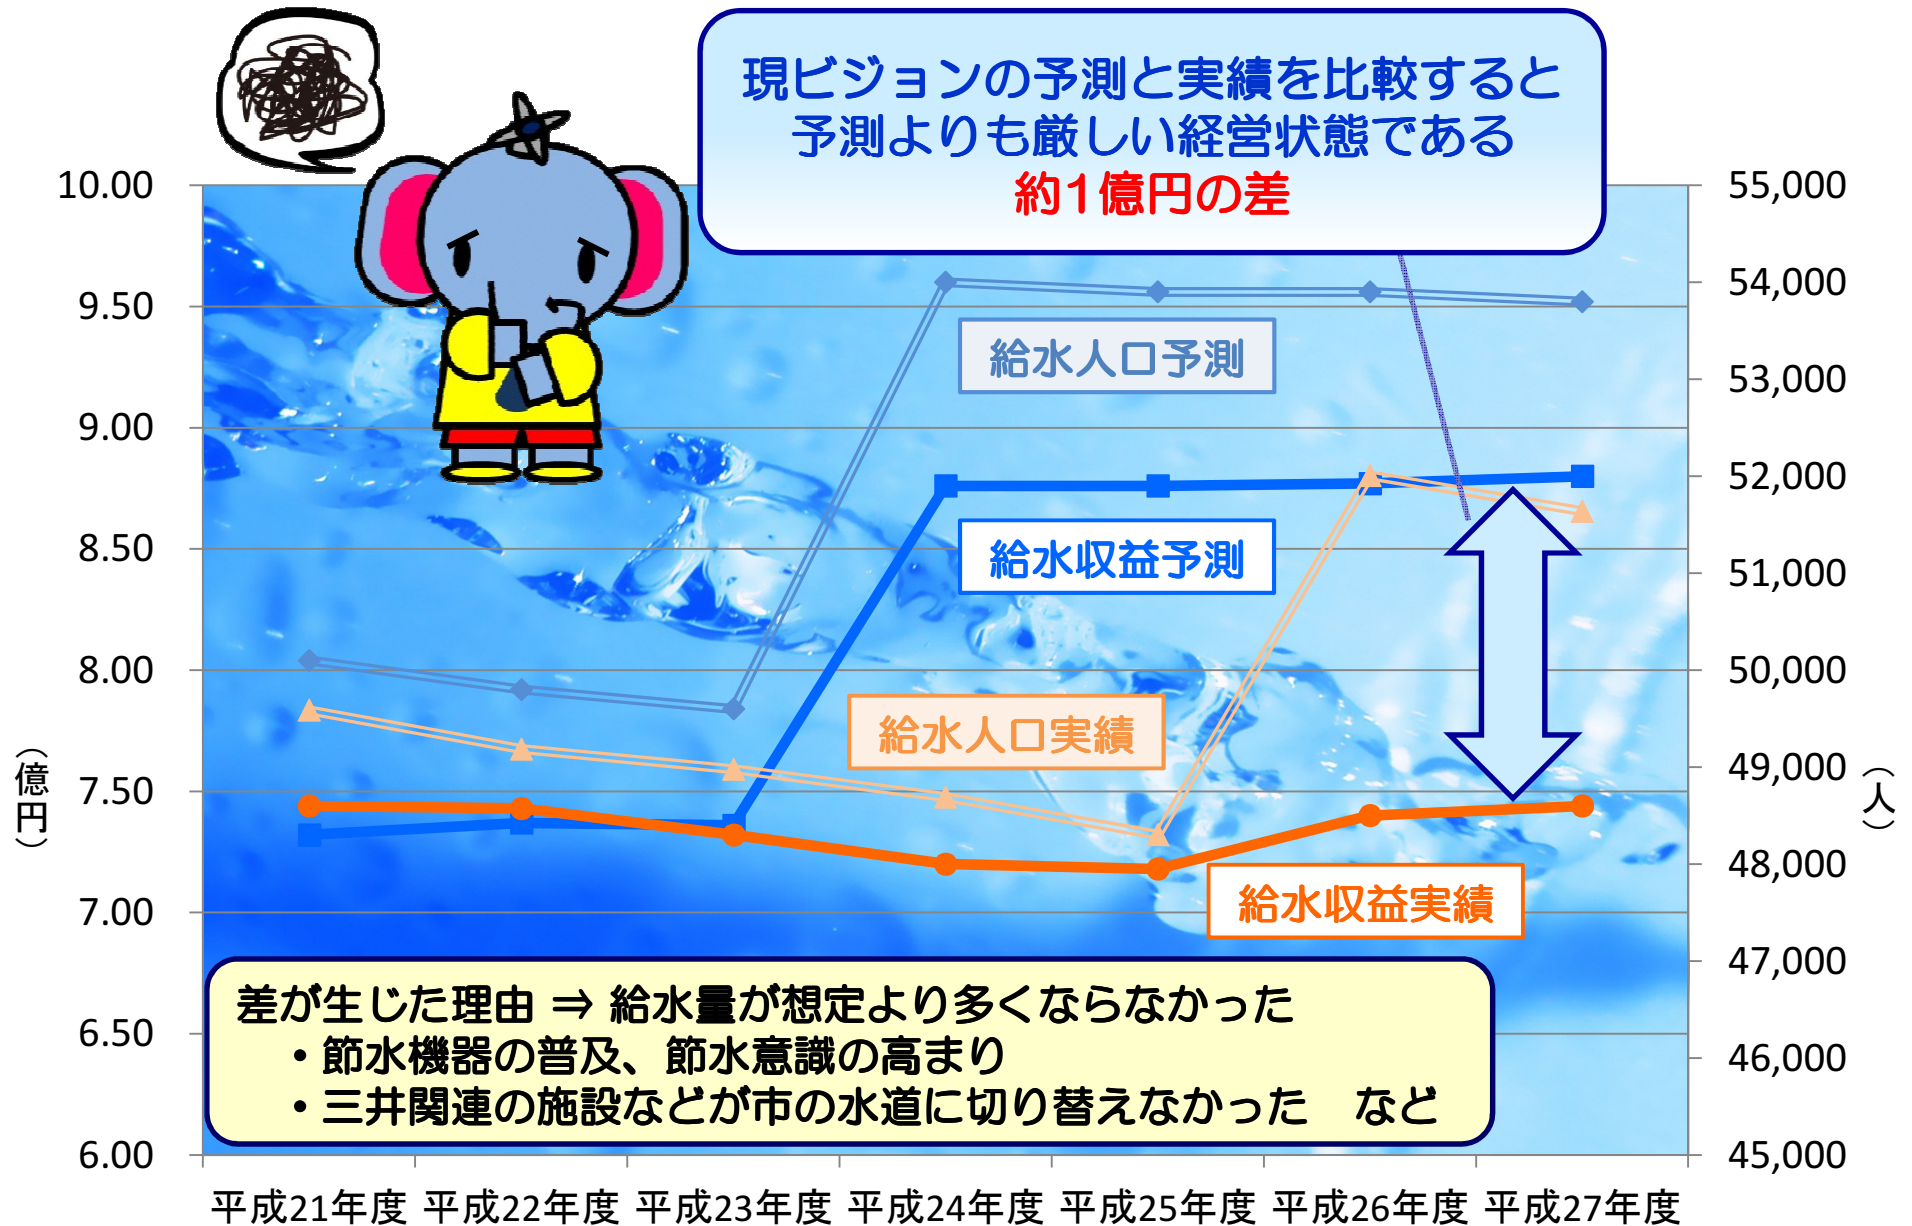 現ビジョンの予測と実績を比較すると
予測よりも厳しい経営状態である
約1億円の差
10.00
9.50
9.00
8.50
8.00
7.50
7.00
6.50
6.00
(億円)
55,000
54,000
53,000
52,000
51,000
50,000
49,000
48,000
47,000
46,000
45,000
(人)
給水人口予測
給水収益予測
給水人口実績
給水収益実績
差が生じた理由 ⇒ 給水量が想定より多くならなかった
・節水機器の普及、節水意識の高まり
・三井関連の施設などが市の水道に切り替えなかった　など
平成21年度 平成22年度 平成23年度 平成24年度 平成25年度 平成26年度 平成27年度